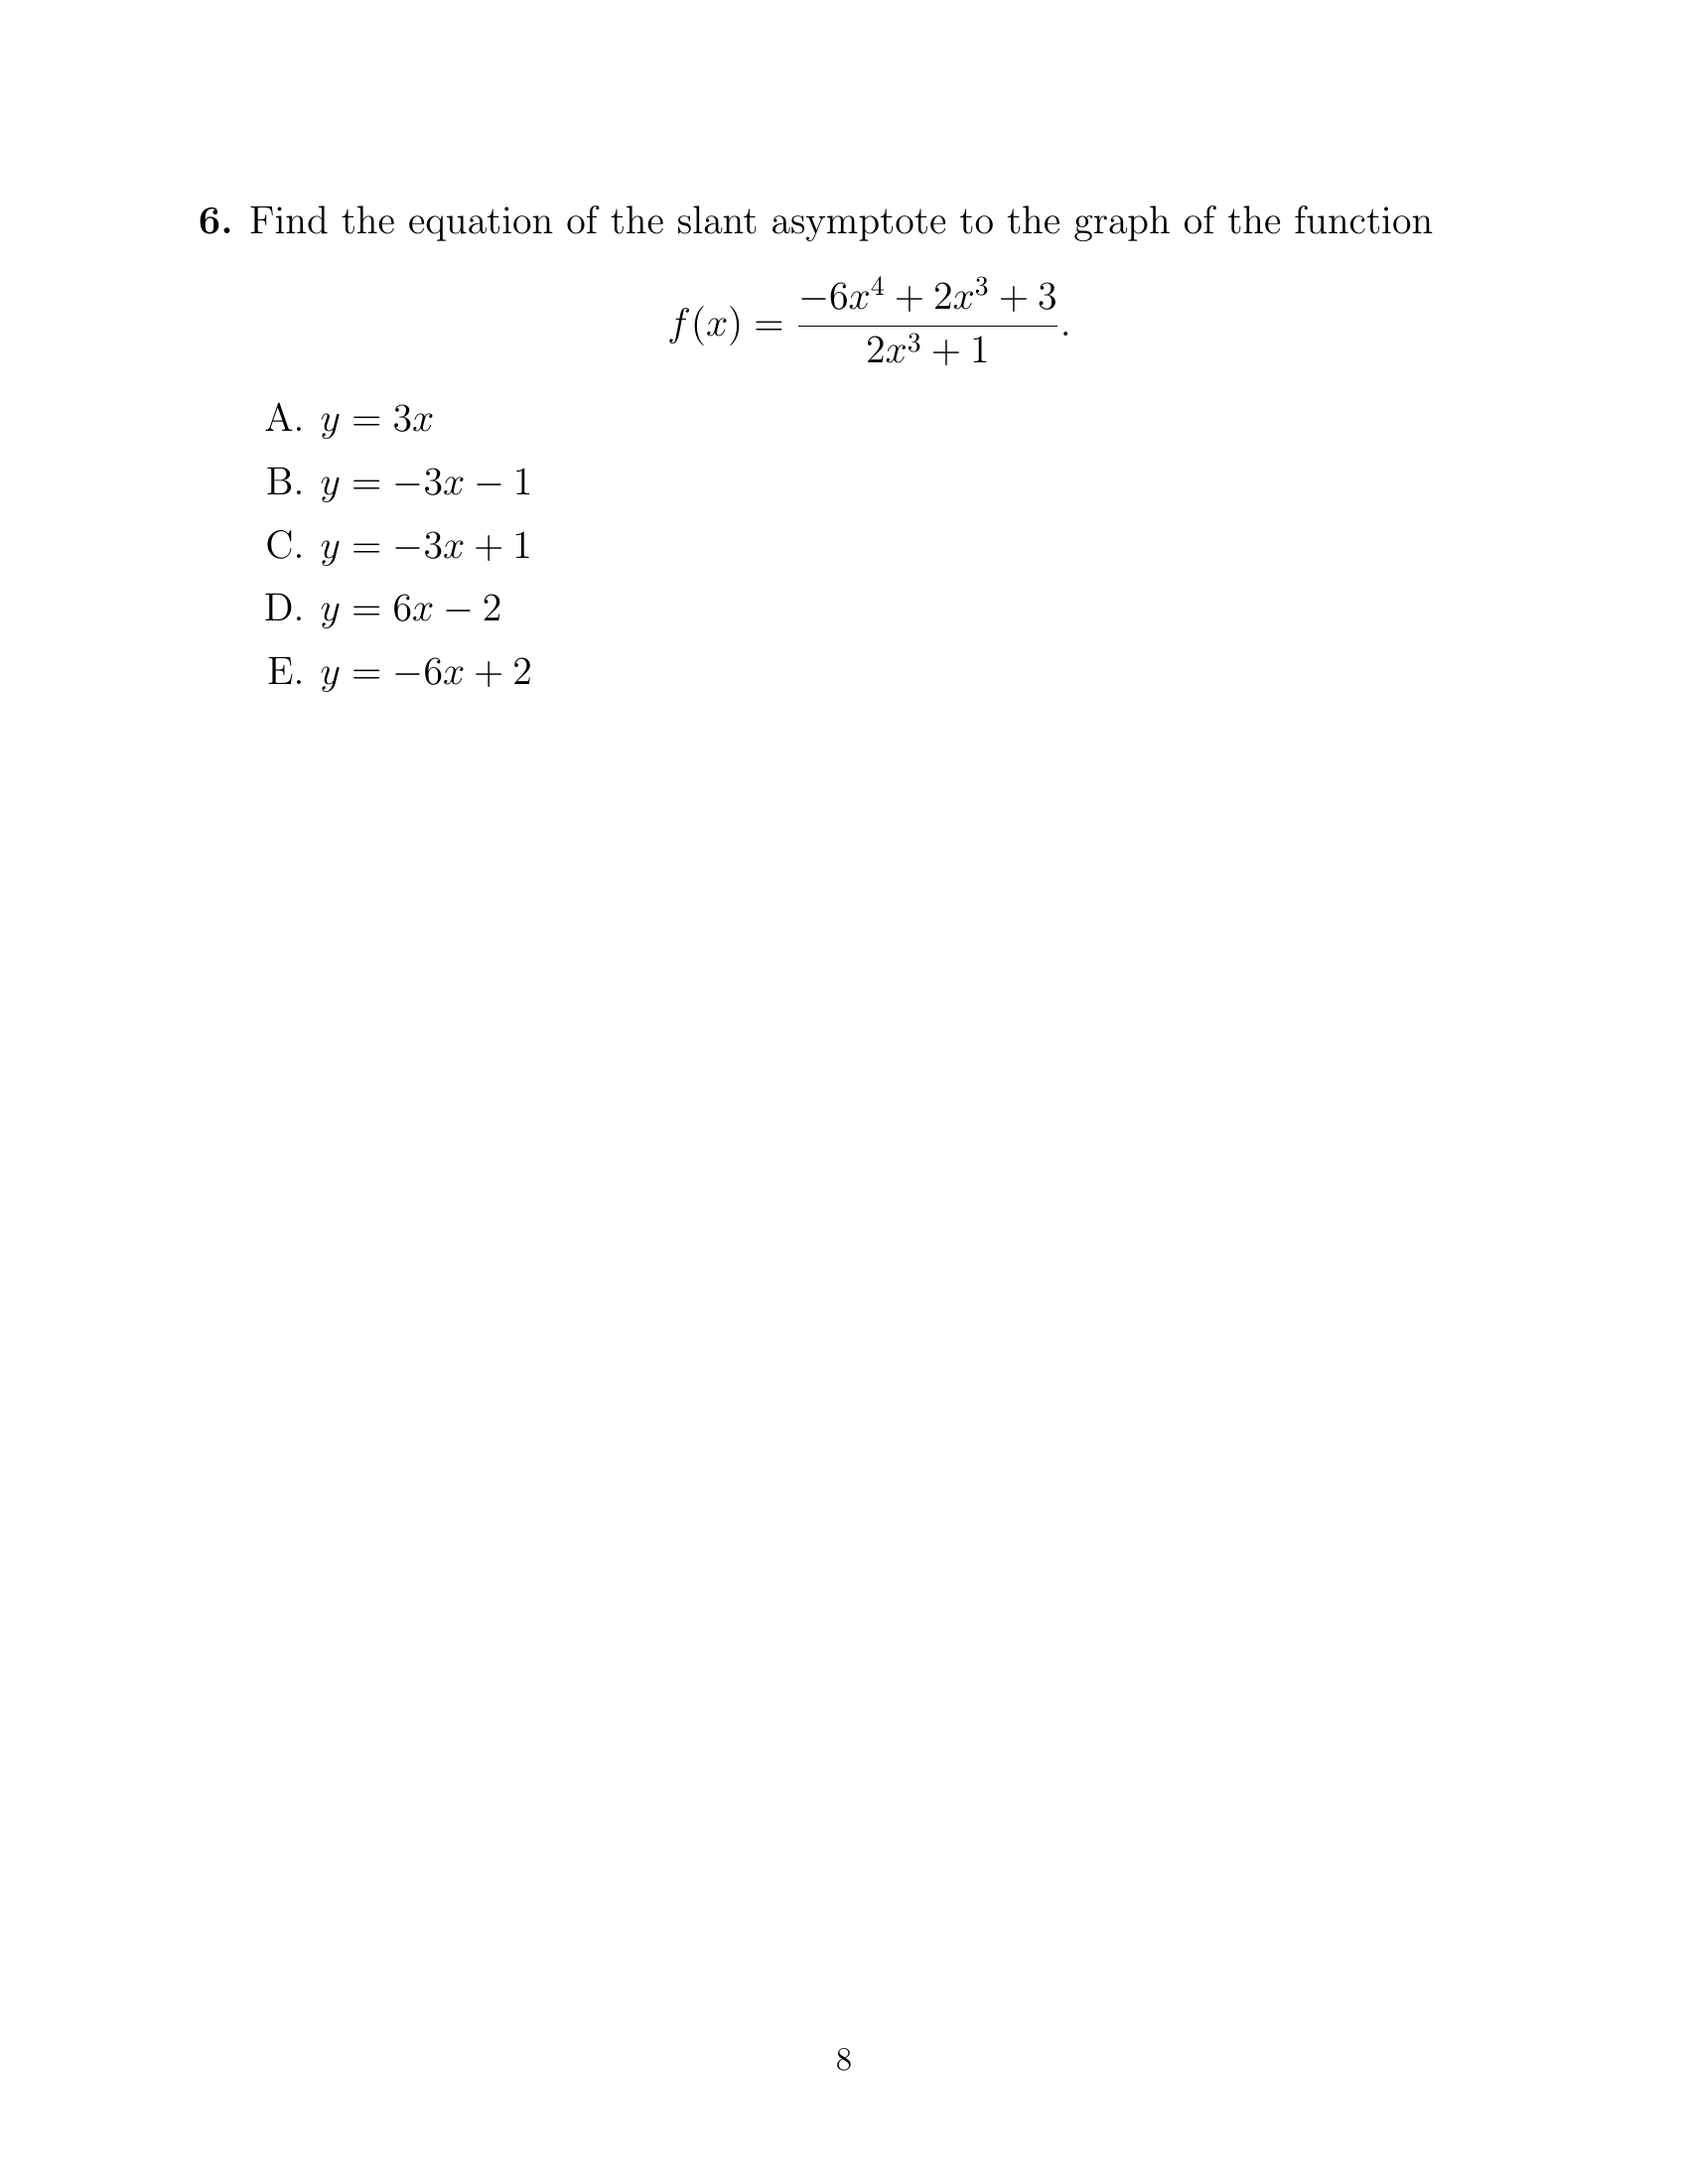 6. Find the equation of the slant asymptote to the graph of the function
f(x) = \frac{-6x^4 + 2x^3 + 3}{2x^3 + 1}.
A. y = 3x
B. y = −3x − 1
C. y = −3x + 1
D. y = 6x − 2
E. y = −6x + 2
8